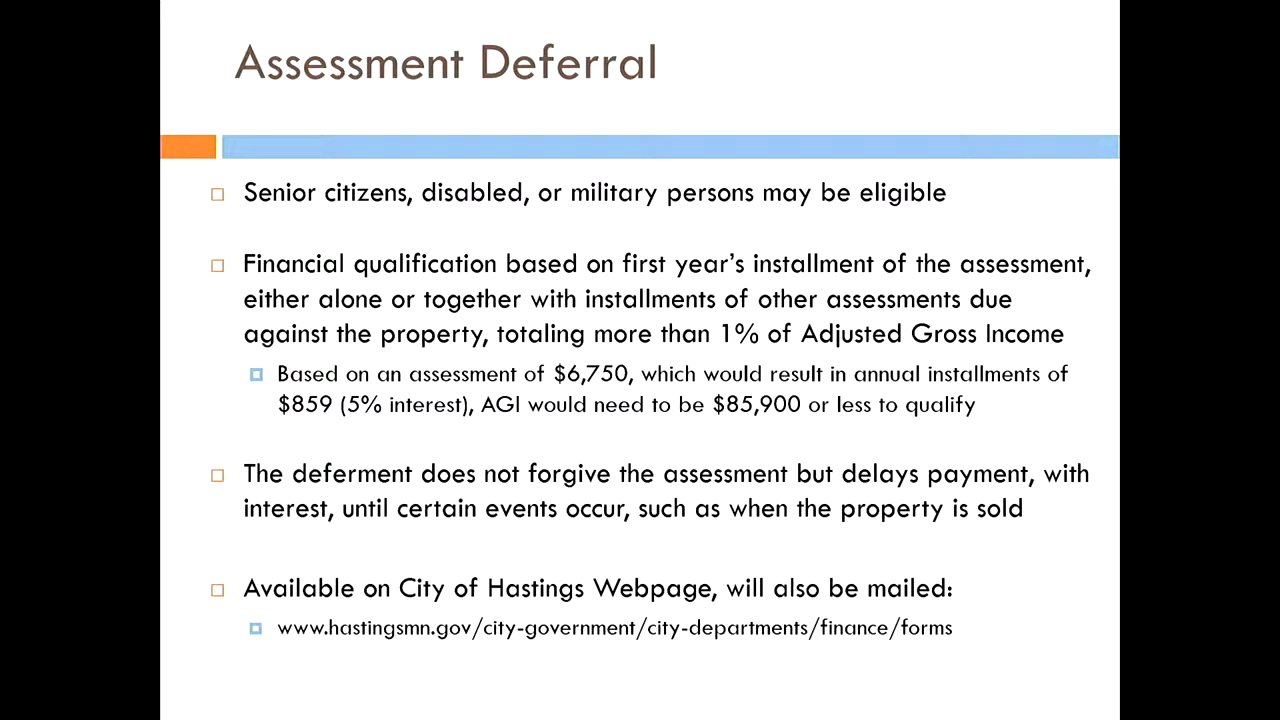 Assessment Deferral
Senior citizens, disabled, or military persons may be eligible
Financial qualification based on first year’s installment of the assessment,
either alone or together with installments of other assessments due
against the property, totaling more than 1% of Adjusted Gross Income
Based on an assessment of $6,750, which would result in annual installments of
$859 (5% interest), AGI would need to be $85,900 or less to qualify
The deferment does not forgive the assessment but delays payment, with
interest, until certain events occur, such as when the property is sold
Available on City of Hastings Webpage, will also be mailed:
www.hastingsmn.gov/city-government/city-departments/finance/forms